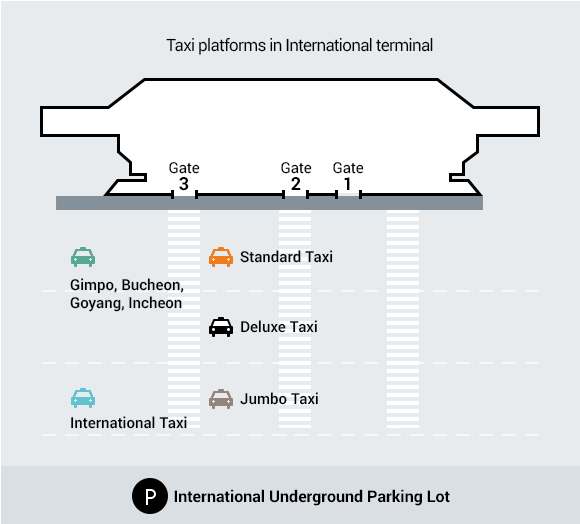 Taxi platforms in International terminal
Gate
3
Gate
2
Gate
1
Gimpo, Bucheon,
Goyang, Incheon
Standard Taxi
Deluxe Taxi
International Taxi
Jumbo Taxi
P International Underground Parking Lot